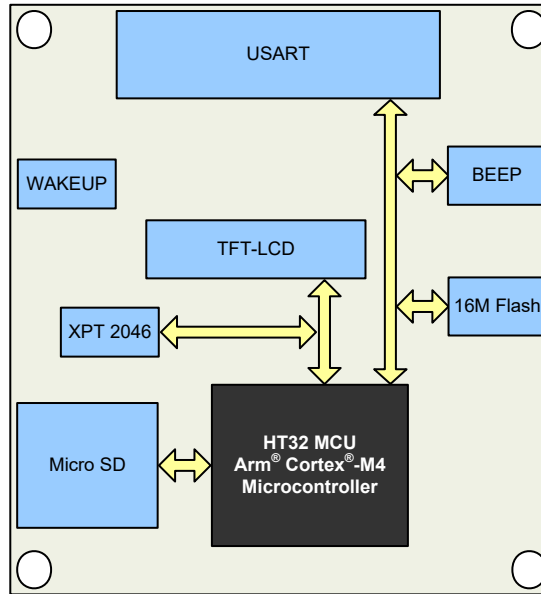 USART
WAKEUP
BEEP
TFT-LCD
16M Flash
XPT 2046
Micro SD
HT32 MCU
Arm® Cortex®-M4
Microcontroller